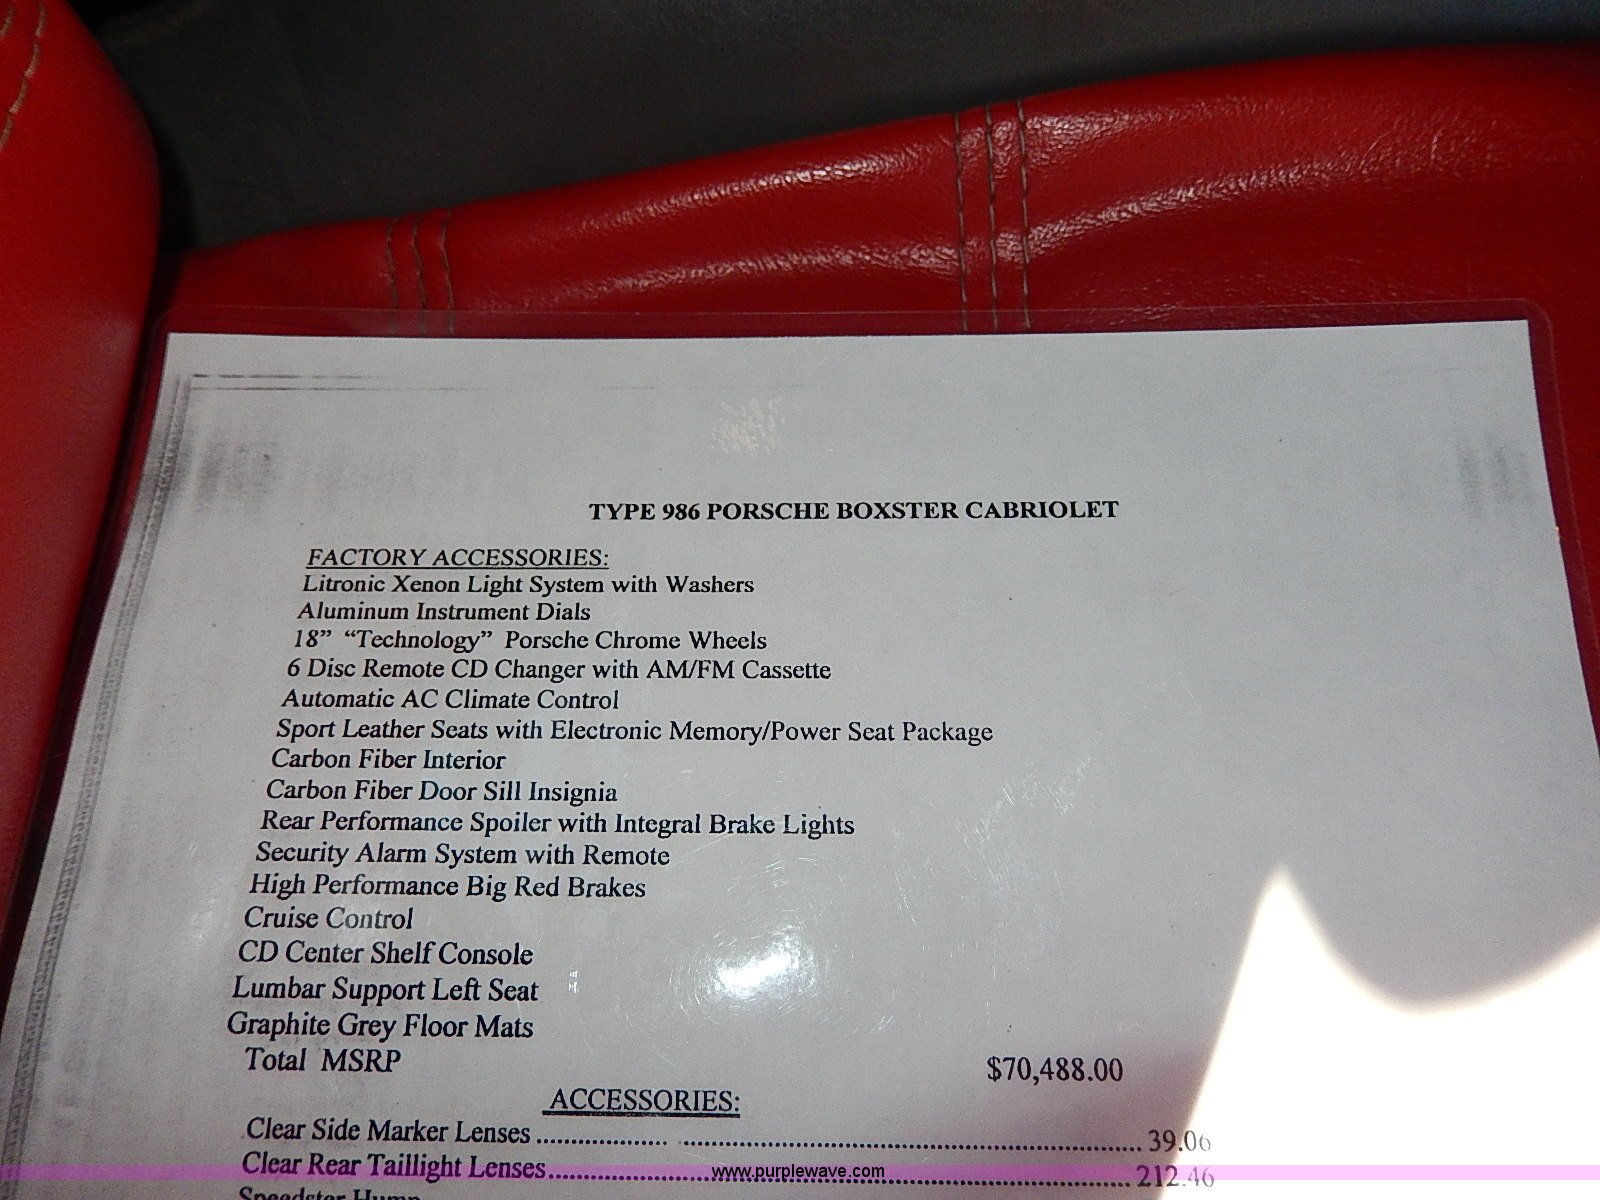 TYPE 986 PORSCHE BOXSTER CABRIOLET
FACTORY ACCESSORIES:
Litronic Xenon Light System with Washers
Aluminum Instrument Dials
18” “Technology” Porsche Chrome Wheels
6 Disc Remote CD Changer with AM/FM Cassette
Automatic AC Climate Control
Sport Leather Seats with Electronic Memory/Power Seat Package
Carbon Fiber Interior
Carbon Fiber Door Sill Insignia
Rear Performance Spoiler with Integral Brake Lights
Security Alarm System with Remote
High Performance Big Red Brakes
Cruise Control
CD Center Shelf Console
Lumbar Support Left Seat
Graphite Grey Floor Mats
Total MSRP $70,488.00
ACCESSORIES:
Clear Side Marker Lenses ........................................ 39.06
Clear Rear Taillight Lenses........................................ 212.46
www.purplewave.com
Speedster Hump